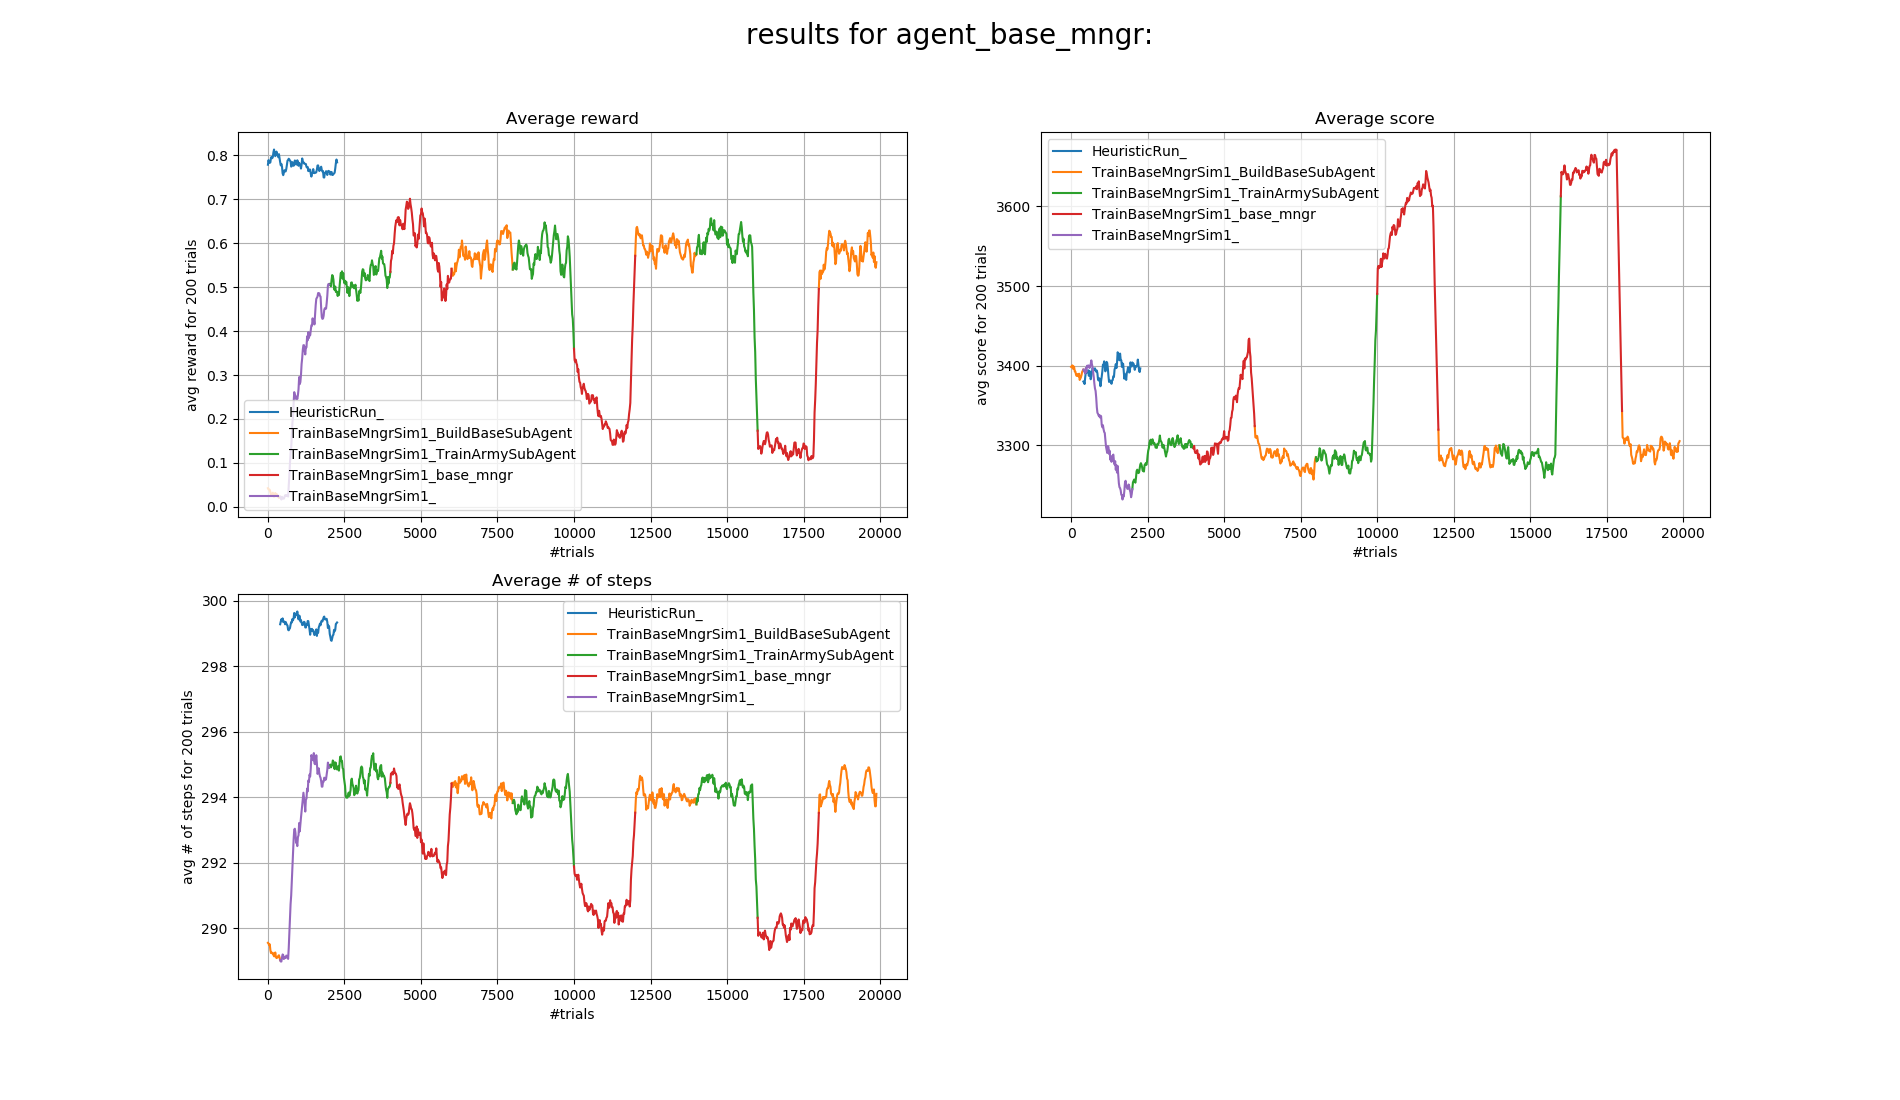 results for agent_base_mngr:
Average reward
avg reward for 200 trials
0.8
0.7
0.6
0.5
0.4
0.3
0.2
0.1
0.0
HeuristicRun_
TrainBaseMngrSim1_BuildBaseSubAgent
TrainBaseMngrSim1_TrainArmySubAgent
TrainBaseMngrSim1_base_mngr
TrainBaseMngrSim1_
0 2500 5000 7500 10000 12500 15000 17500 20000
#trials
Average score
avg score for 200 trials
3600
3500
3400
3300
HeuristicRun_
TrainBaseMngrSim1_BuildBaseSubAgent
TrainBaseMngrSim1_TrainArmySubAgent
TrainBaseMngrSim1_base_mngr
TrainBaseMngrSim1_
0 2500 5000 7500 10000 12500 15000 17500 20000
#trials
Average # of steps
avg # of steps for 200 trials
300
298
296
294
292
290
HeuristicRun_
TrainBaseMngrSim1_BuildBaseSubAgent
TrainBaseMngrSim1_TrainArmySubAgent
TrainBaseMngrSim1_base_mngr
TrainBaseMngrSim1_
0 2500 5000 7500 10000 12500 15000 17500 20000
#trials